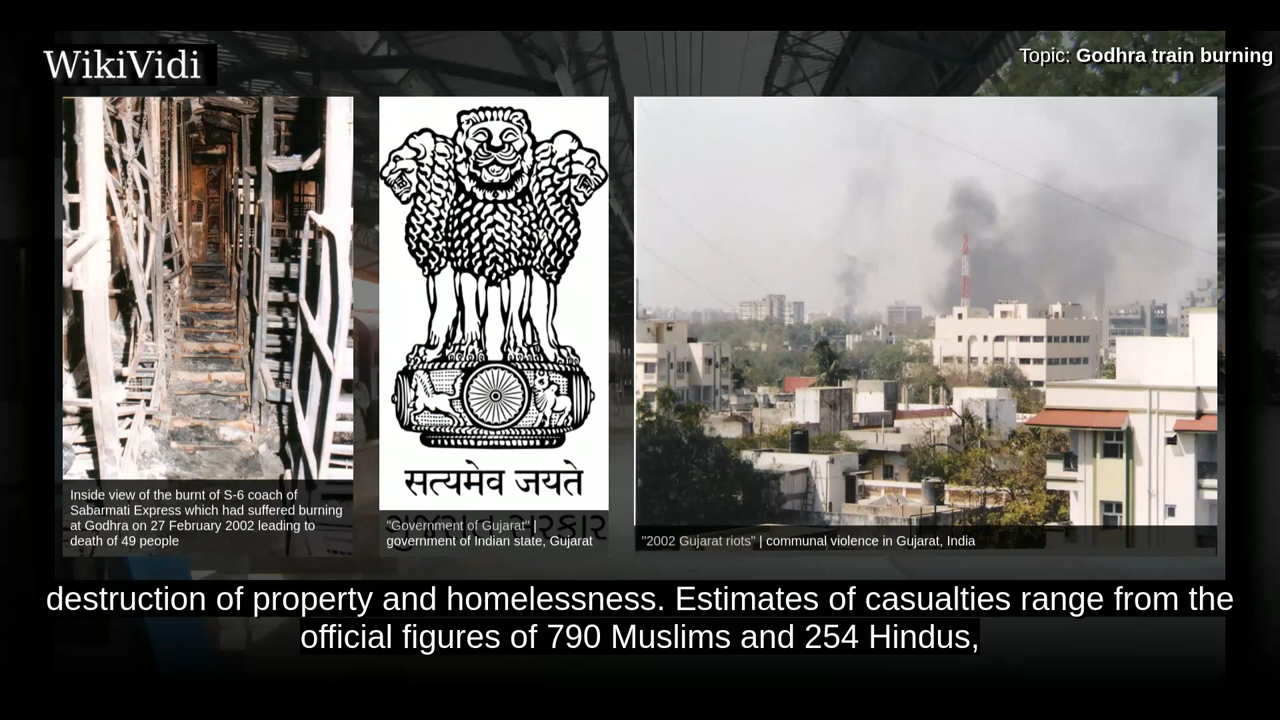 WikiVidi
Topic: Godhra train burning
सत्यमेव जयते
ગુજરાત સરકાર
Inside view of the burnt of S-6 coach of
Sabarmati Express which had suffered burning
at Godhra on 27 February 2002 leading to
death of 49 people
"Government of Gujarat" |
government of Indian state, Gujarat
"2002 Gujarat riots" | communal violence in Gujarat, India
destruction of property and homelessness. Estimates of casualties range from the
official figures of 790 Muslims and 254 Hindus,